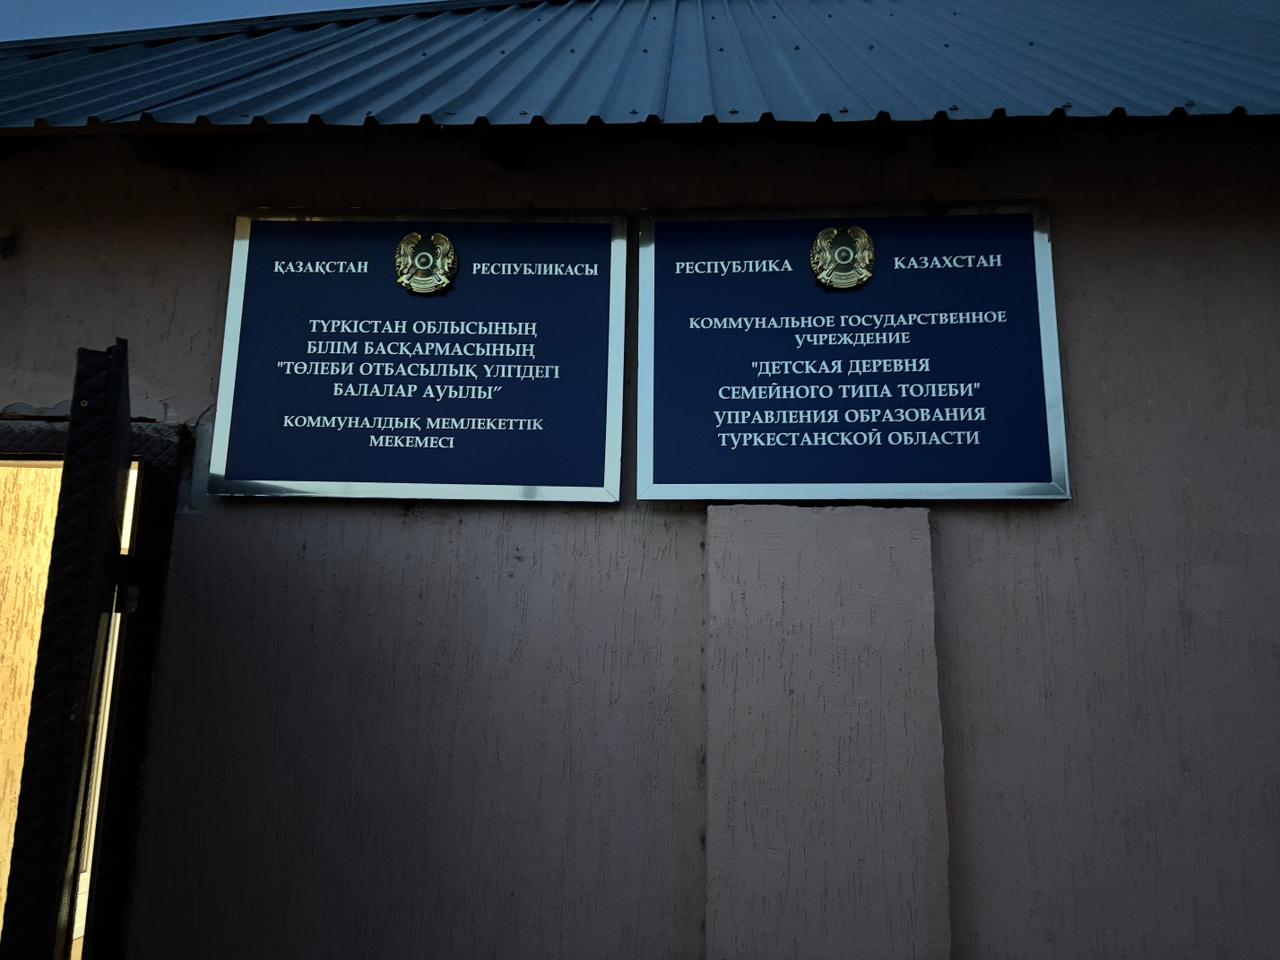 ҚАЗАҚСТАН РЕСПУБЛИКАСЫ
ТҮРКІСТАН ОБЛЫСЫНЫҢ
БІЛІМ БАСҚАРМАСЫНЫҢ
"ТӨЛЕБИ ОТБАСЫЛЫҚ ҮЛГІДЕГІ
БАЛАЛАР АУЫЛЫ"
КОММУНАЛДЫҚ МЕМЛЕКЕТТІК
МЕКЕМЕСІ
РЕСПУБЛИКА КАЗАХСТАН
КОММУНАЛЬНОЕ ГОСУДАРСТВЕННОЕ
УЧРЕЖДЕНИЕ
"ДЕТСКАЯ ДЕРЕВНЯ
СЕМЕЙНОГО ТИПА ТОЛЕБИ"
УПРАВЛЕНИЯ ОБРАЗОВАНИЯ
ТУРКЕСТАНСКОЙ ОБЛАСТИ